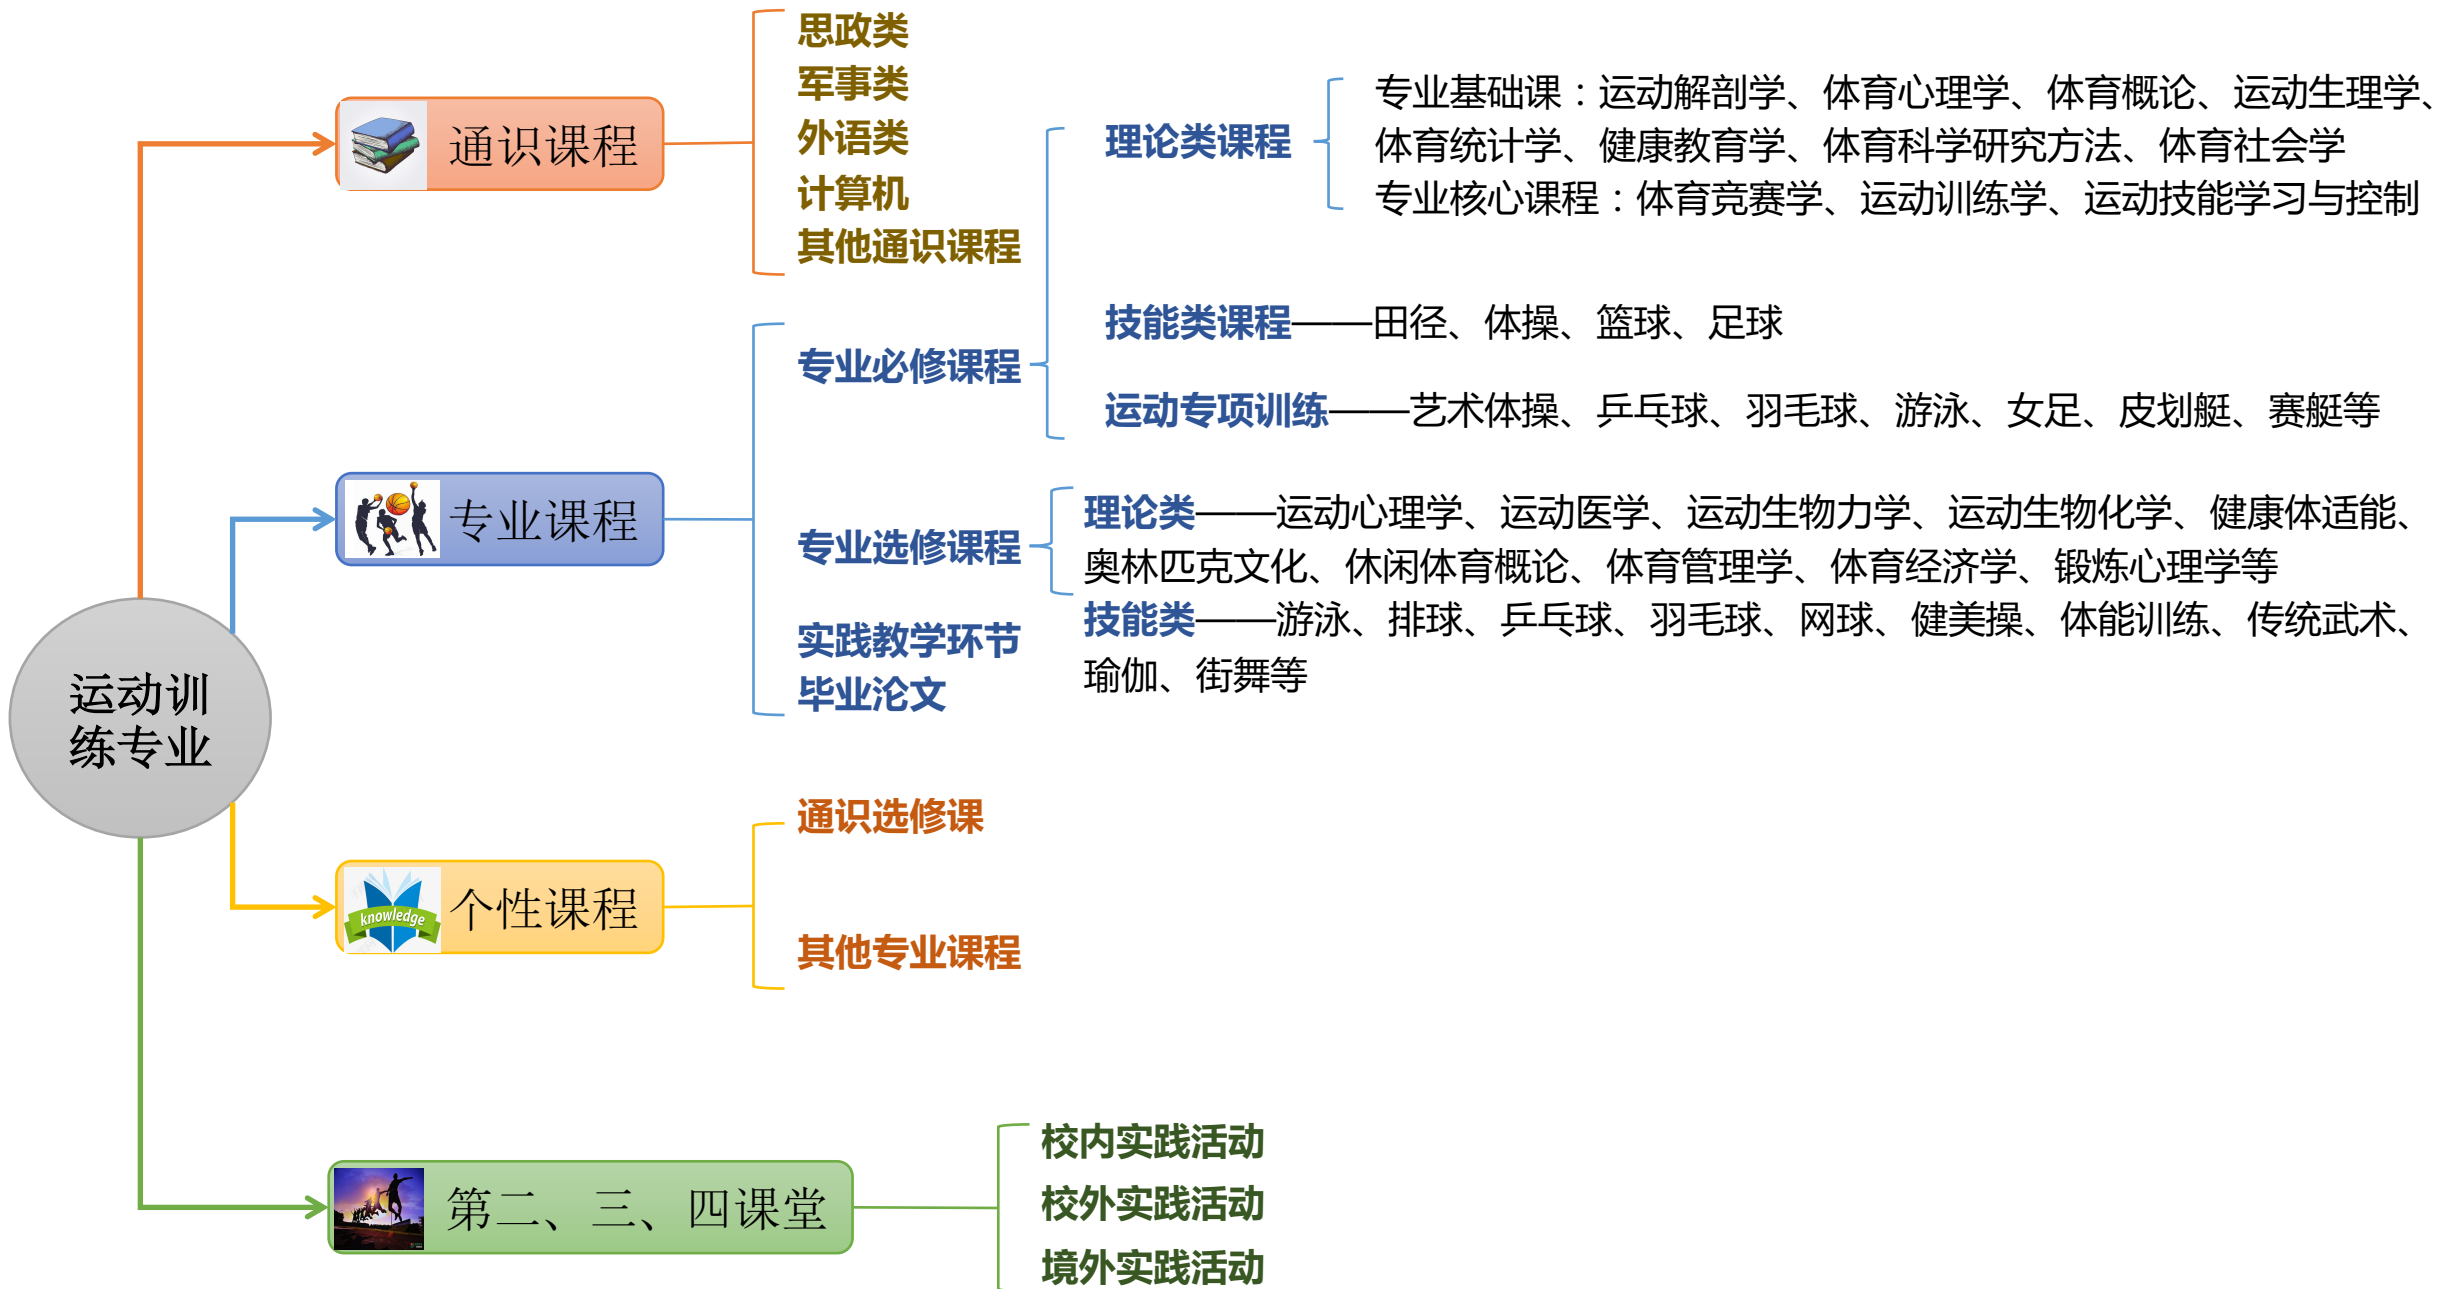 运动训
练专业
通识课程
思政类
军事类
外语类
计算机
其他通识课程
专业课程
专业必修课程
理论类课程
专业基础课：运动解剖学、体育心理学、体育概论、运动生理学、
体育统计学、健康教育学、体育科学研究方法、体育社会学
专业核心课程：体育竞赛学、运动训练学、运动技能学习与控制
技能类课程——田径、体操、篮球、足球
运动专项训练——艺术体操、乒乓球、羽毛球、游泳、女足、皮划艇、赛艇等
专业选修课程
理论类——运动心理学、运动医学、运动生物力学、运动生物化学、健康体适能、
奥林匹克文化、休闲体育概论、体育管理学、体育经济学、锻炼心理学等
技能类——游泳、排球、乒乓球、羽毛球、网球、健美操、体能训练、传统武术、
瑜伽、街舞等
实践教学环节
毕业沦文
knowledge
个性课程
通识选修课
其他专业课程
第二、三、四课堂
校内实践活动
校外实践活动
境外实践活动